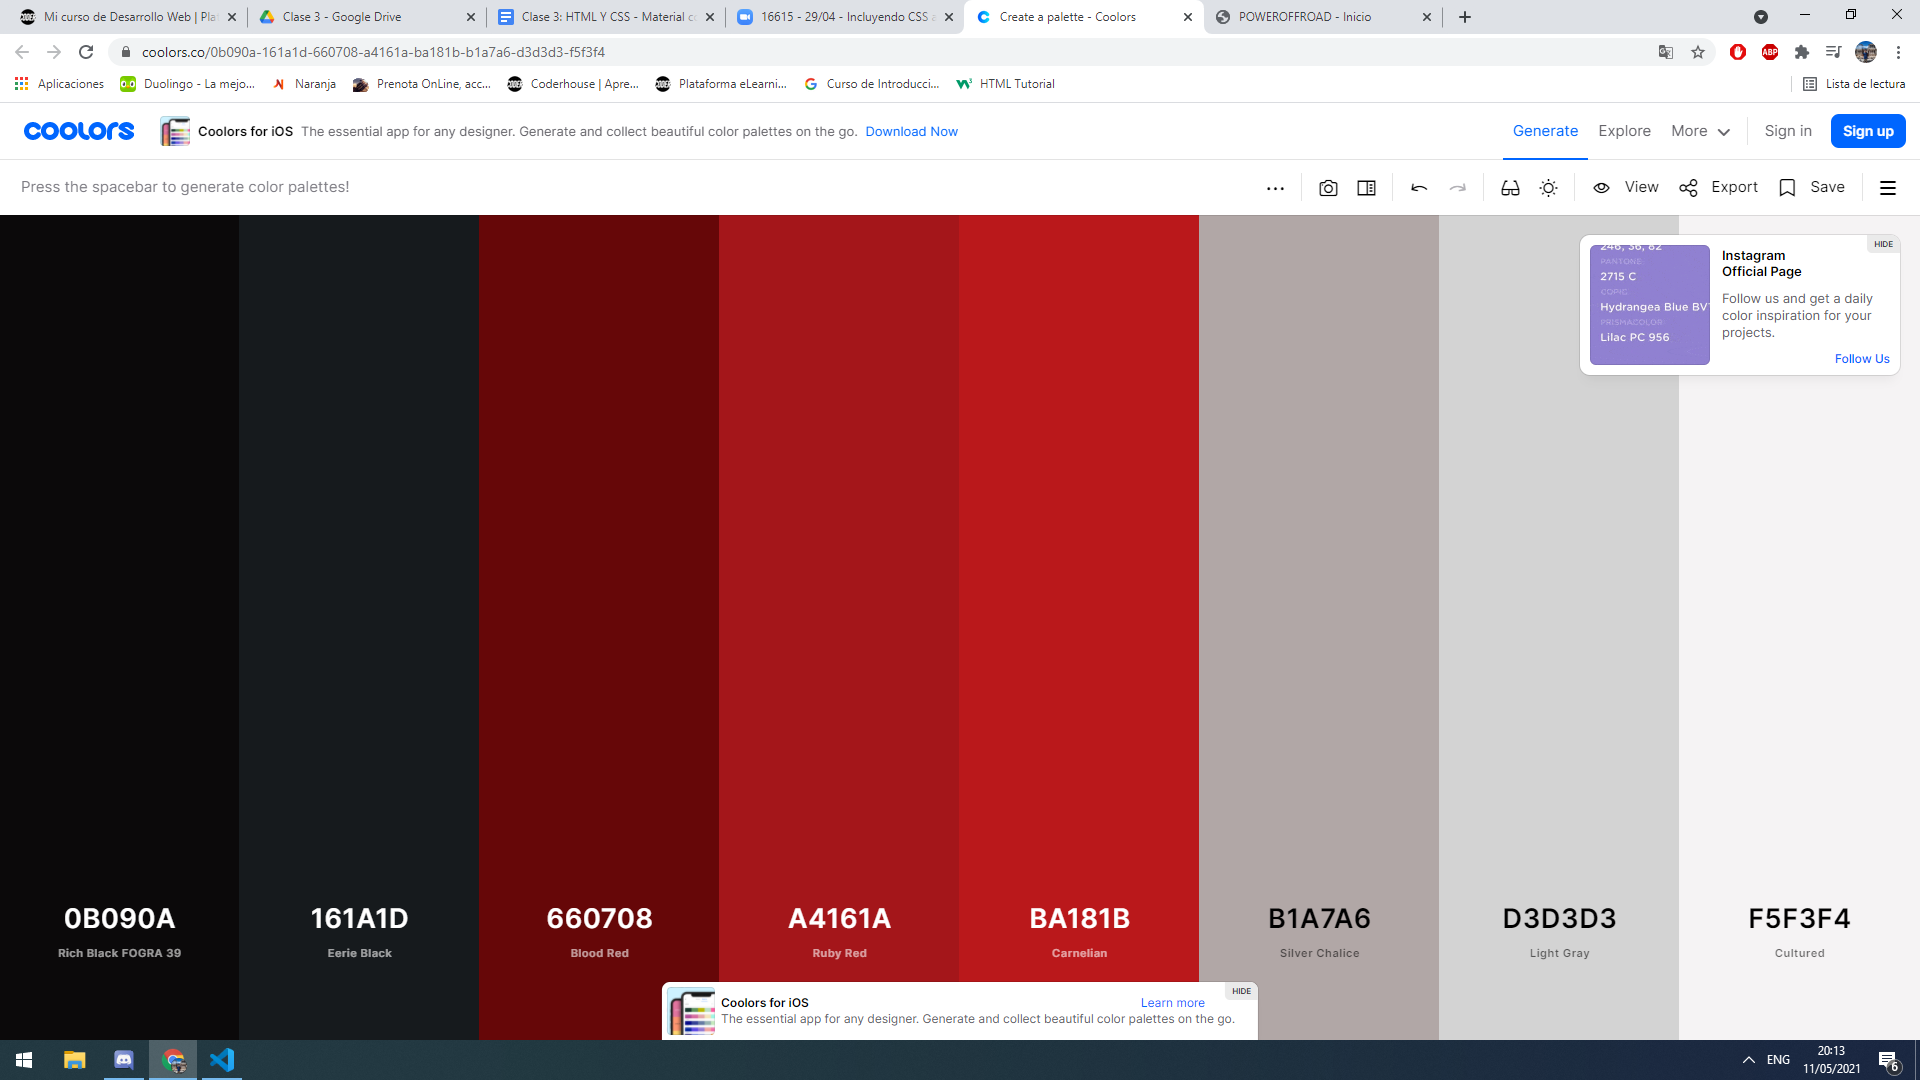 Mi curso de Desarrollo Web | Pla
Clase 3 - Google Drive
Clase 3: HTML Y CSS - Material c
16615 - 29/04 - Incluyendo CSS a
Create a palette - Coolors
POWEROFFROAD - Inicio
coolors.co/0b090a-161a1d-660708-a4161a-ba181b-b1a7a6-d3d3d3-f5f3f4
ABP
Aplicaciones
Duolingo - La mejo...
Naranja
Prenota OnLine, acc...
Coderhouse | Apre...
Plataforma eLearni...
Curso de Introducci...
HTML Tutorial
Lista de lectura
coolors
Coolors for iOS The essential app for any designer. Generate and collect beautiful color palettes on the go. Download Now
Generate
Explore
More
Sign in
Sign up
Press the spacebar to generate color palettes!
View
Export
Save
HIDE
246, 36, 82
PANTONE
2715 C
COPIC
Hydrangea Blue BV
PRISMACOLOR
Lilac PC 956
Instagram
Official Page
Follow us and get a daily
color inspiration for your
projects.
Follow Us
0B090A
Rich Black FOGRA 39
161A1D
Eerie Black
660708
Blood Red
A4161A
Ruby Red
BA181B
Carnelian
B1A7A6
Silver Chalice
D3D3D3
Light Gray
F5F3F4
Cultured
Coolors for iOS
Learn more
HIDE
The essential app for any designer. Generate and collect beautiful color palettes on the go.
ENG
20:13
11/05/2021
6